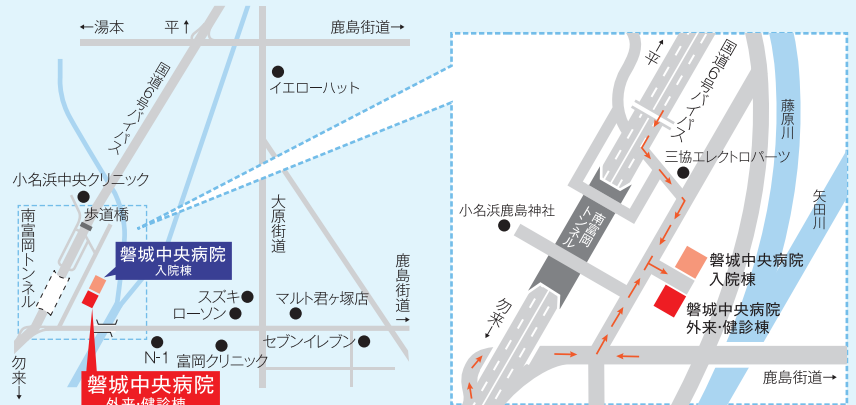 ←湯本
平↑
鹿島街道→
国道6号バイパス
イエローハット
小名浜中央クリニック
歩道橋
南富岡トンネル
大原街道
磐城中央病院
入院棟
鹿島街道→
スズキ
ローソン
マルト君ヶ塚店
N-1
富岡クリニック
セブンイレブン
勿来→
磐城中央病院
外来・健診棟
→平
国道6号バイパス
藤原川
三協エレクトロパーツ
矢田川
小名浜鹿島神社
南富岡
トンネル
磐城中央病院
入院棟
磐城中央病院
外来・健診棟
勿来→
鹿島街道→